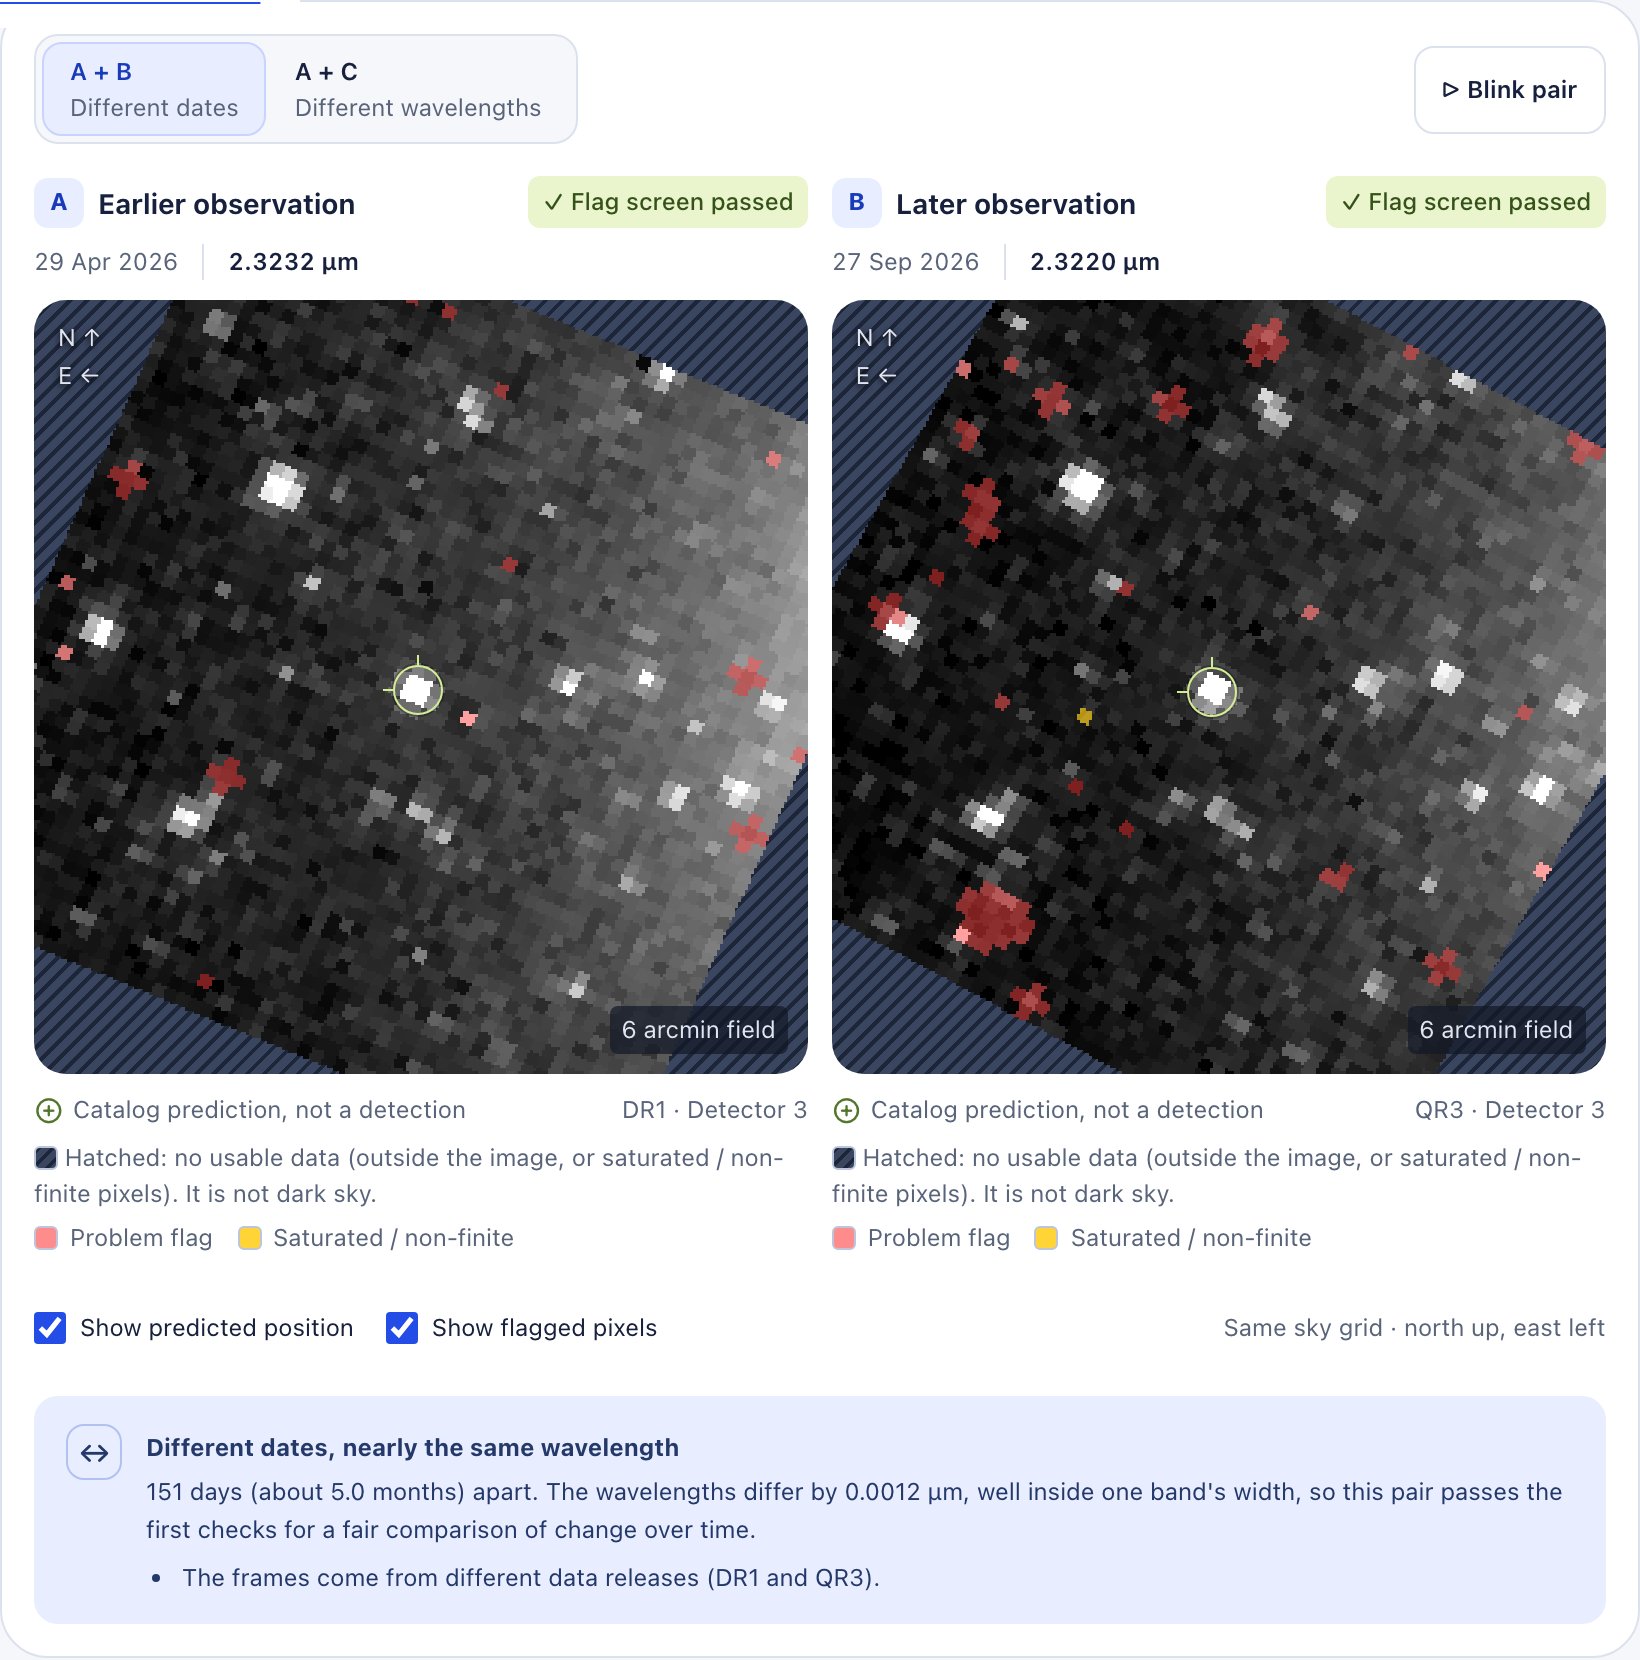 A + B
Different dates
A + C
Different wavelengths
▷ Blink pair
A Earlier observation ✓ Flag screen passed
29 Apr 2026 2.3232 µm
N ↑
E ←
6 arcmin field
Catalog prediction, not a detection DR1 · Detector 3
Hatched: no usable data (outside the image, or saturated / non-
finite pixels). It is not dark sky.
Problem flag Saturated / non-finite
B Later observation ✓ Flag screen passed
27 Sep 2026 2.3220 µm
N ↑
E ←
6 arcmin field
Catalog prediction, not a detection QR3 · Detector 3
Hatched: no usable data (outside the image, or saturated / non-
finite pixels). It is not dark sky.
Problem flag Saturated / non-finite
Show predicted position Show flagged pixels Same sky grid · north up, east left
Different dates, nearly the same wavelength
151 days (about 5.0 months) apart. The wavelengths differ by 0.0012 µm, well inside one band's width, so this pair passes the
first checks for a fair comparison of change over time.
• The frames come from different data releases (DR1 and QR3).